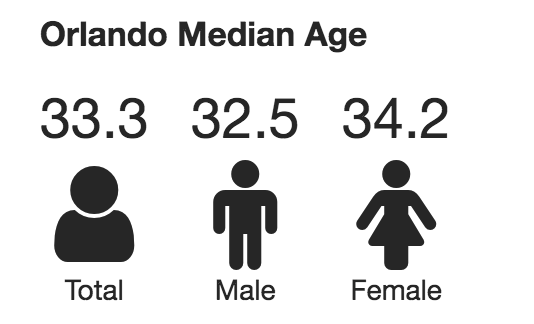 Orlando Median Age
33.3 32.5 34.2
Total Male Female